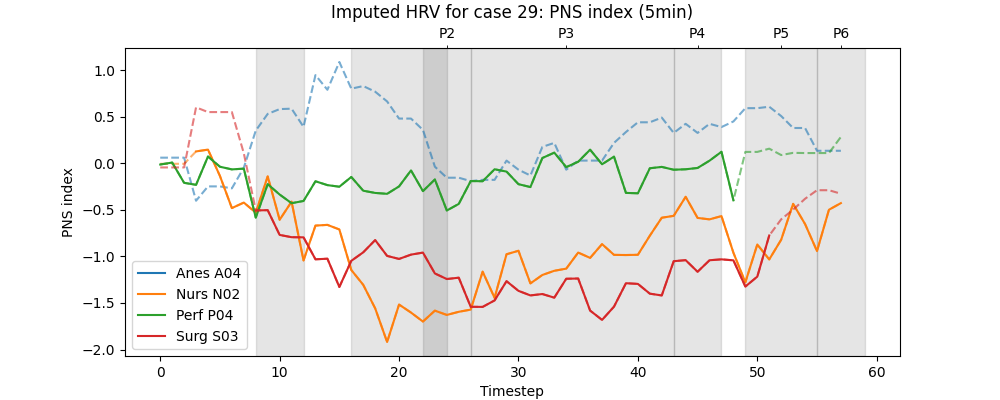 Imputed HRV for case 29: PNS index (5min)
P2 P3 P4 P5 P6
1.0
0.5
0.0
−0.5
−1.0
−1.5
−2.0
PNS index
Anes A04
Nurs N02
Perf P04
Surg S03
0 10 20 30 40 50 60
Timestep